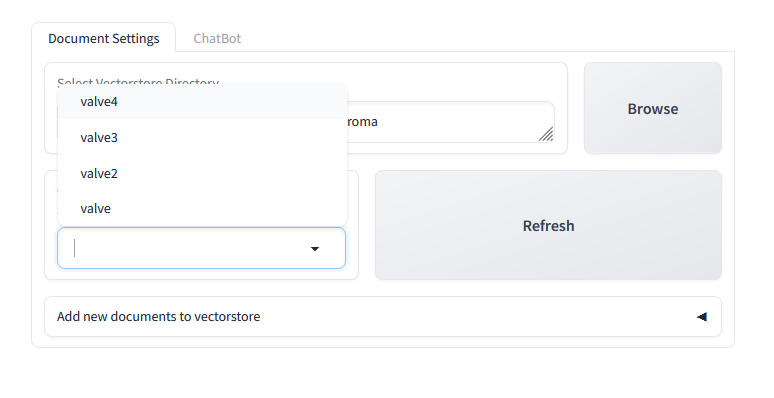 Document Settings
ChatBot
Select Vectorstore Directory
roma
Browse
valve4
valve3
valve2
valve
Refresh
Add new documents to vectorstore